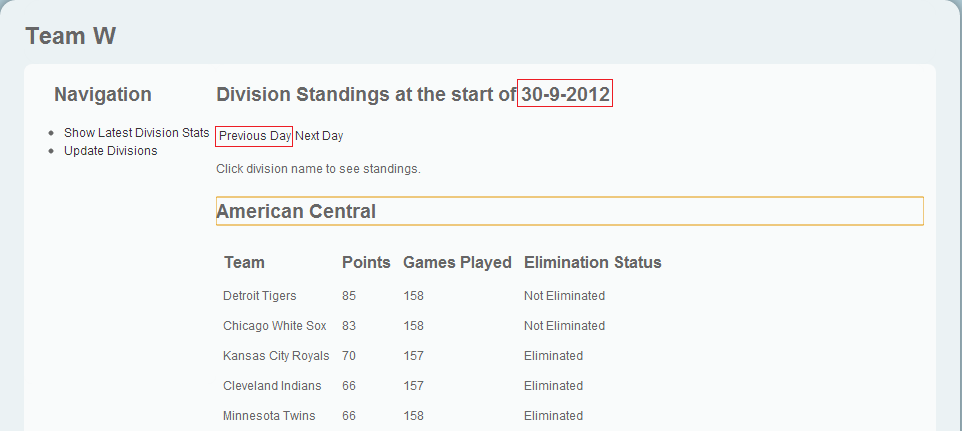 Team W
Navigation
Show Latest Division Stats
Update Divisions
Division Standings at the start of 30-9-2012
Previous Day Next Day
Click division name to see standings.
American Central
Team Points Games Played Elimination Status
Detroit Tigers 85 158 Not Eliminated
Chicago White Sox 83 158 Not Eliminated
Kansas City Royals 70 157 Eliminated
Cleveland Indians 66 157 Eliminated
Minnesota Twins 66 158 Eliminated